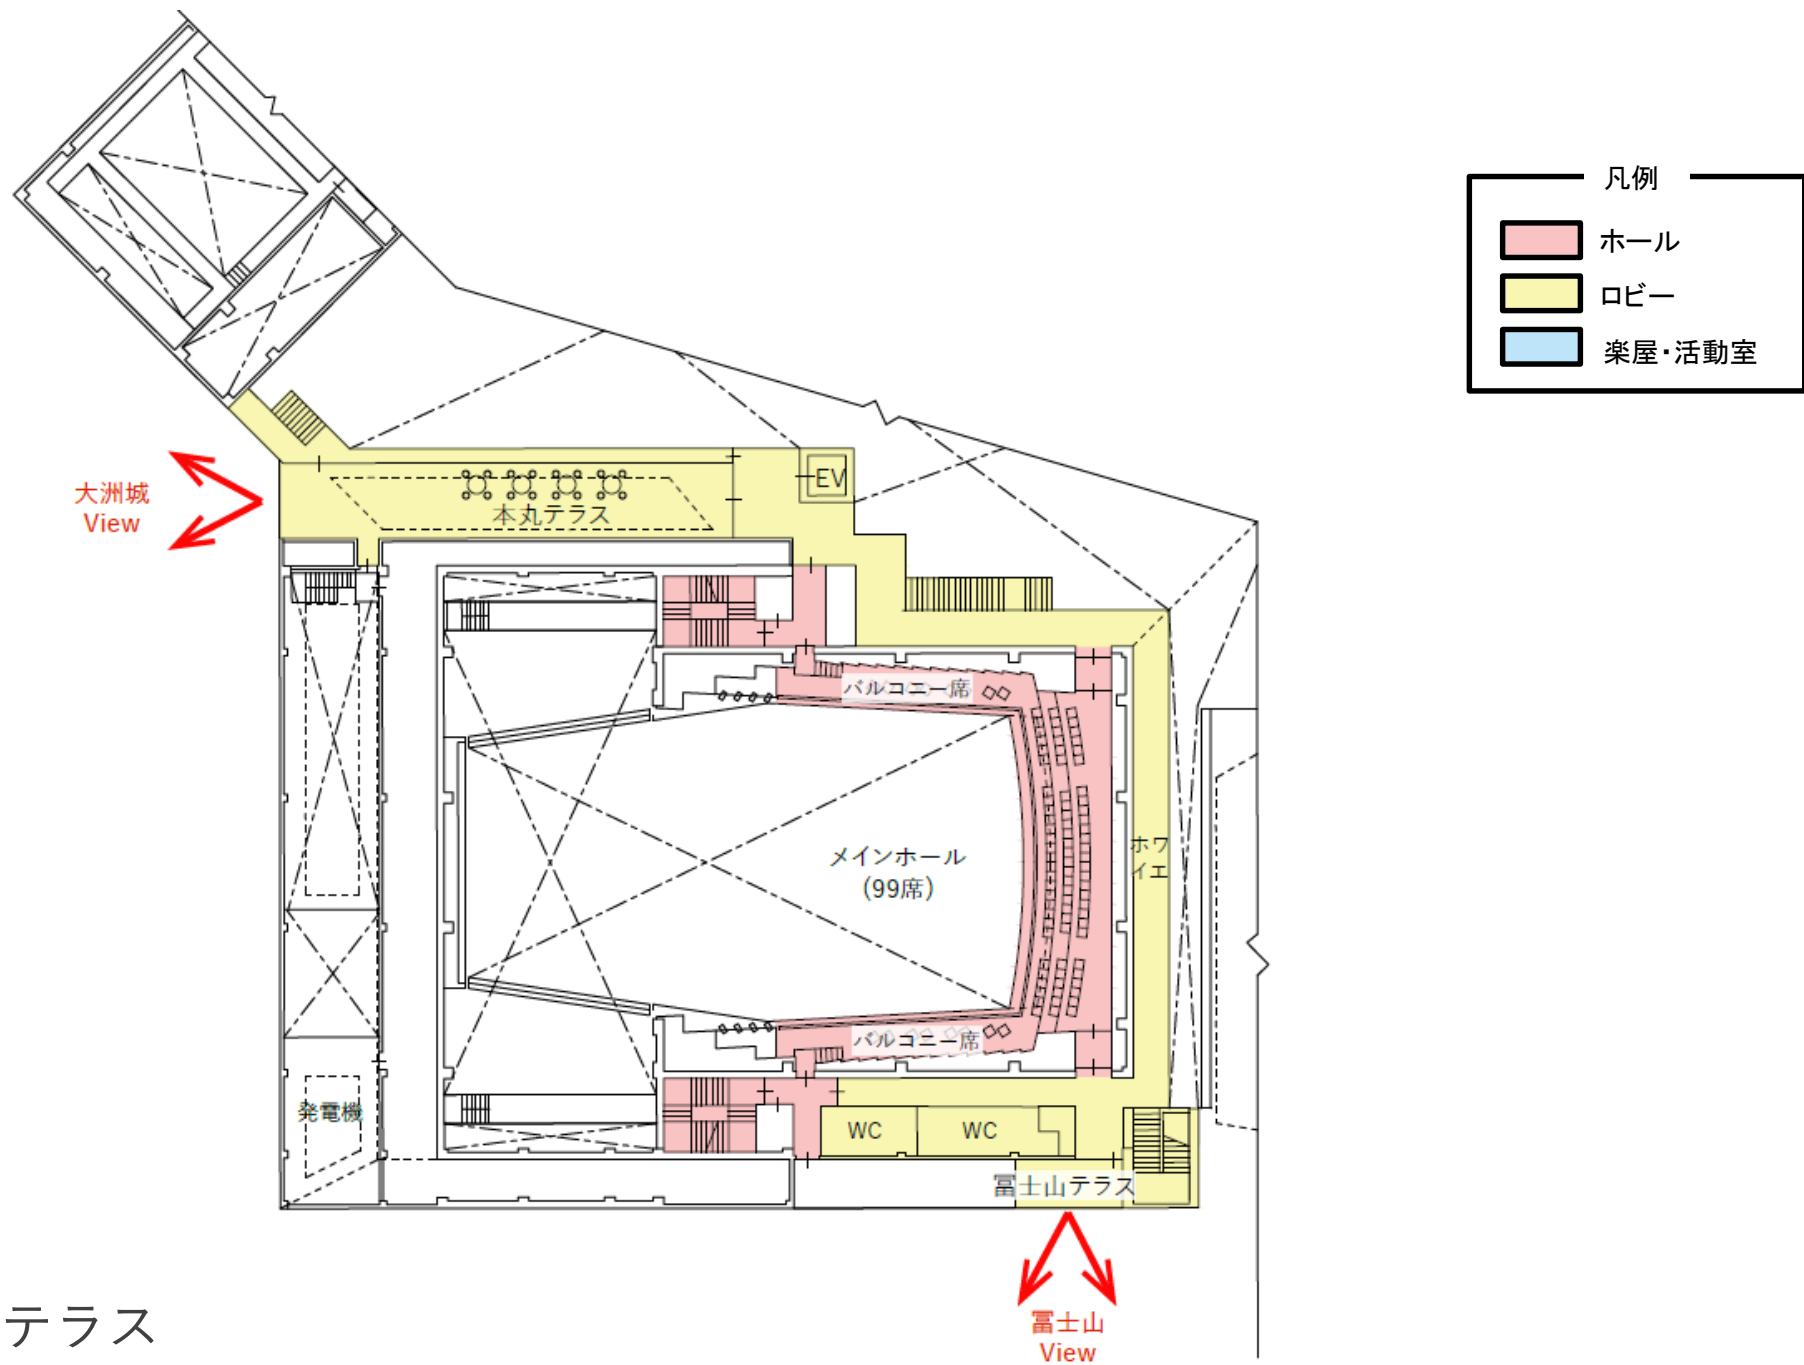 凡例
ホール
ロビー
楽屋・活動室
EV
大洲城
View
本丸テラス
バルコニー席
メインホール
(99席)
ホワ
イエ
バルコニー席
発電機
WC
WC
冨士山テラス
冨士山
View
テラス